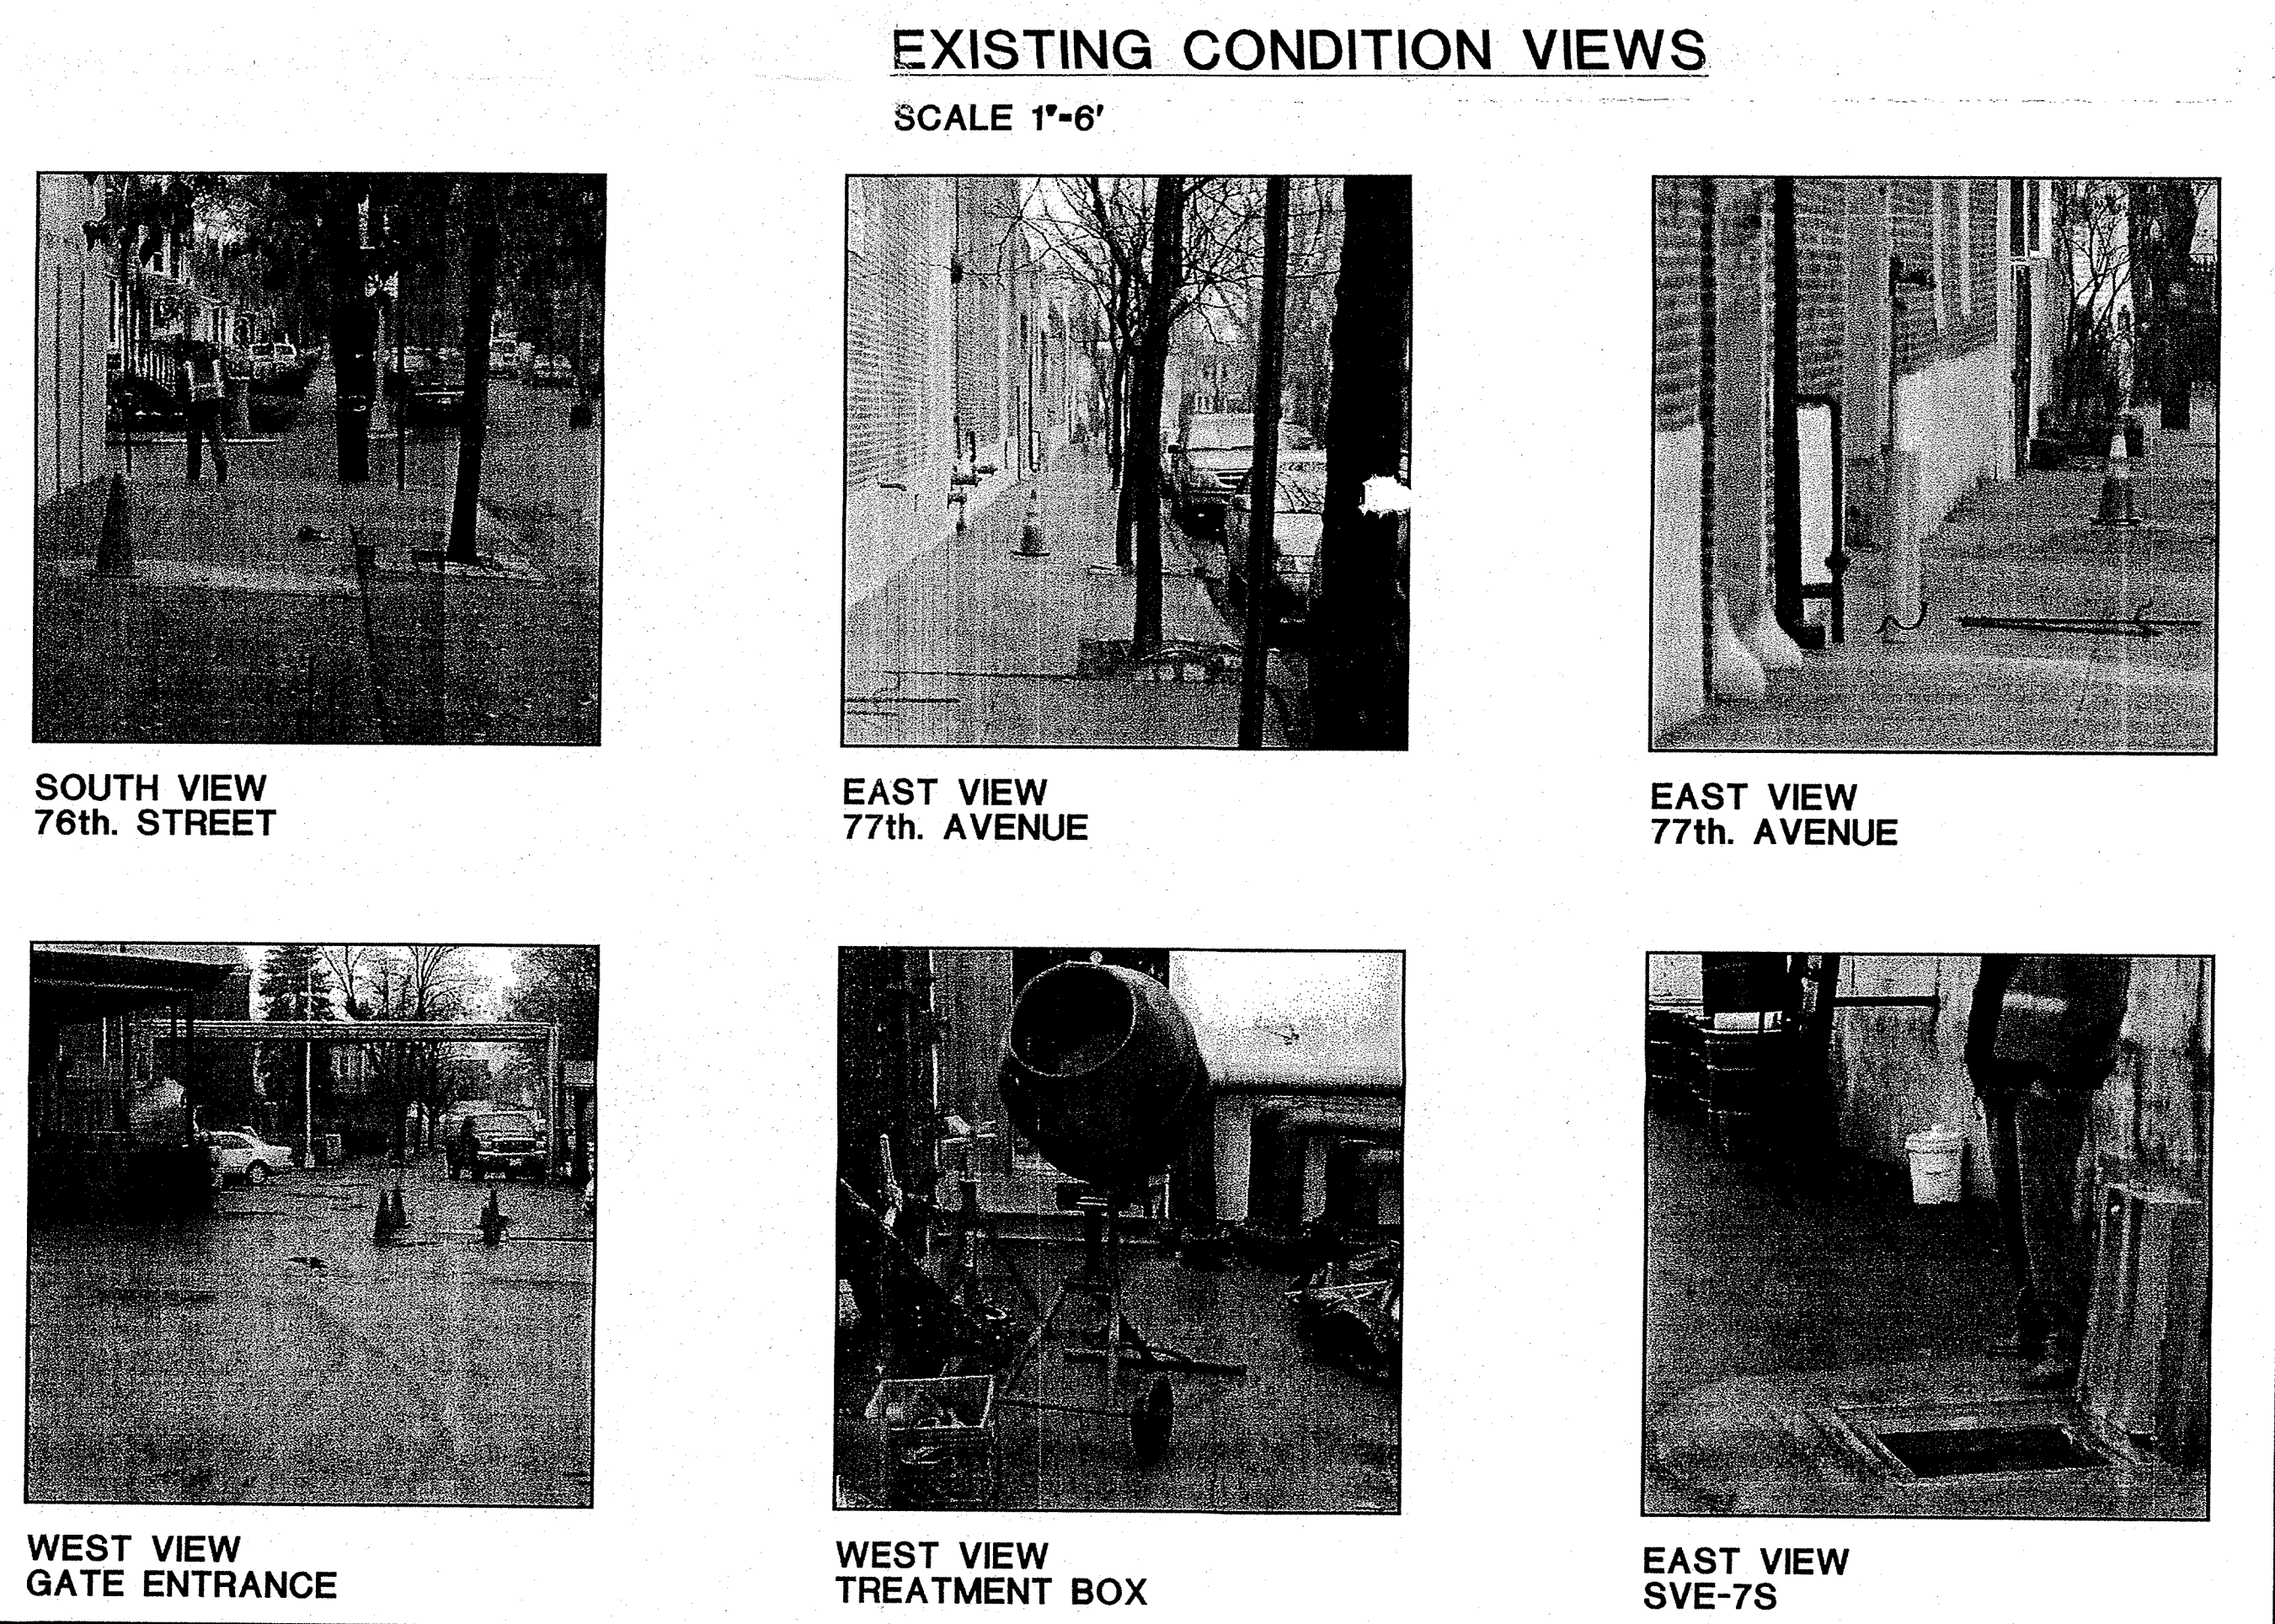 EXISTING CONDITION VIEWS
SCALE 1"-6'
SOUTH VIEW
76th. STREET
EAST VIEW
77th. AVENUE
EAST VIEW
77th. AVENUE
WEST VIEW
GATE ENTRANCE
WEST VIEW
TREATMENT BOX
EAST VIEW
SVE-7S